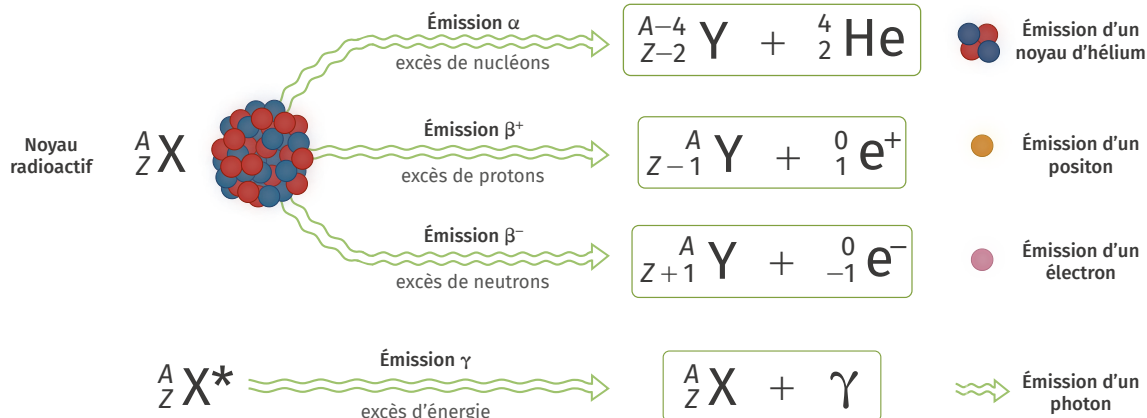 Émission α
excès de nucléons
A−4
Z−2 Y + 4
2 He
Émission d'un
noyau d'hélium
Noyau
radioactif
A
Z X
Émission β+
excès de protons
A
Z−1 Y + 0
1 e+
Émission d'un
positon
Émission β−
excès de neutrons
A
Z+1 Y + 0
−1 e−
Émission d'un
électron
A
Z X*
Émission γ
excès d'énergie
A
Z X + γ
Émission d'un
photon